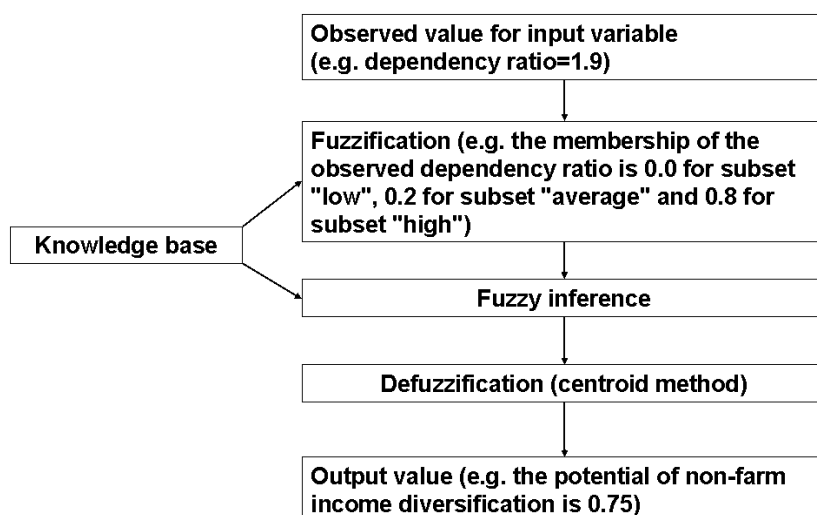 Observed value for input variable
(e.g. dependency ratio=1.9)
Fuzzification (e.g. the membership of the
observed dependency ratio is 0.0 for subset
"low", 0.2 for subset "average" and 0.8 for
subset "high")
Knowledge base
Fuzzy inference
Defuzzification (centroid method)
Output value (e.g. the potential of non-farm
income diversification is 0.75)